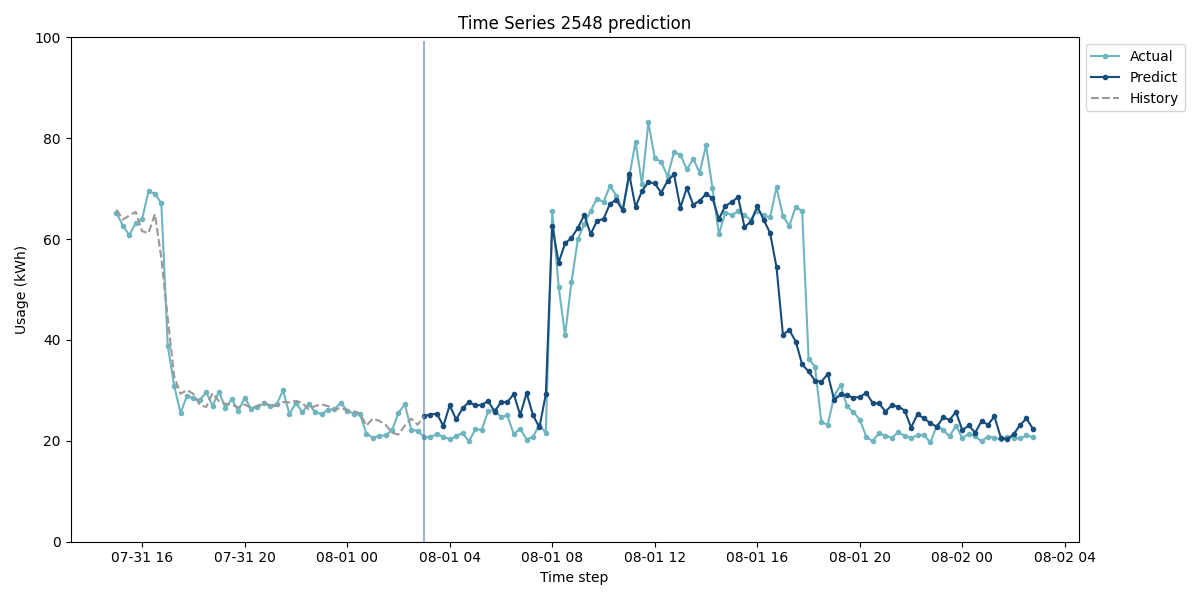 Time Series 2548 prediction
100
80
60
40
20
0
Usage (kWh)
07-31 16
07-31 20
08-01 00
08-01 04
08-01 08
08-01 12
08-01 16
08-01 20
08-02 00
08-02 04
Time step
Actual
Predict
History